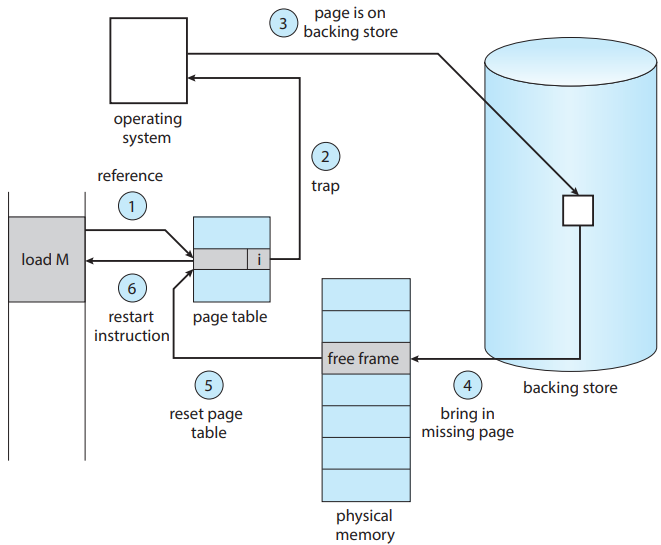 3
page is on
backing store
operating
system
2
trap
reference
1
load M
i
6
restart
instruction
page table
free frame
5
reset page
table
4
bring in
missing page
backing store
physical
memory